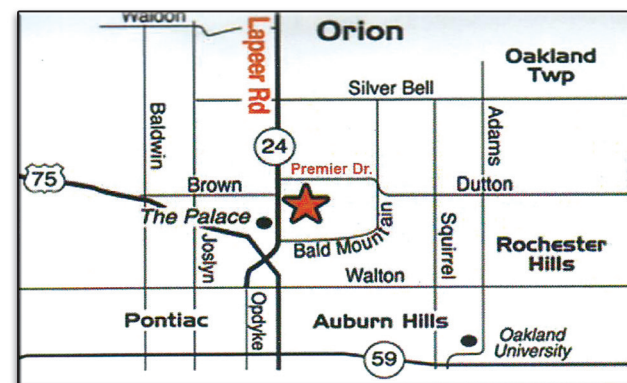 Waldon
Orion
Oakland
Twp
Lapeer Rd
Silver Bell
Baldwin
Adams
24
Premier Dr.
75
Brown
Dutton
The Palace
Joslyn
Bald Mountain
Squirrel
Rochester
Hills
Walton
Opdyke
Pontiac
Auburn Hills
Oakland
University
59